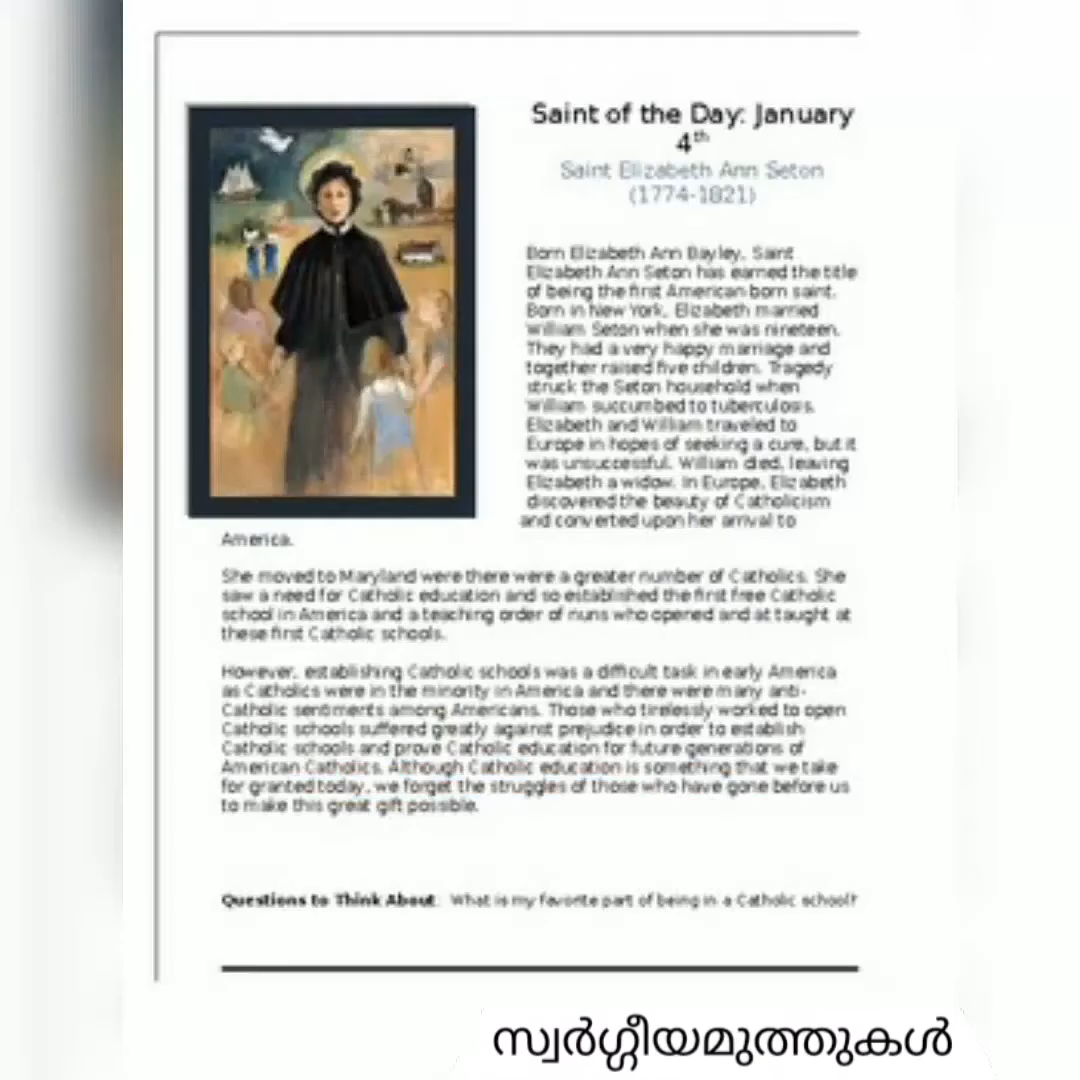 Saint of the Day: January
4th
Saint Elizabeth Ann Seton
(1774-1821)
Born Elizabeth Ann Bayley, Saint
Elizabeth Ann Seton has earned the title
of being the first American born saint.
Born in New York, Elizabeth married
William Seton when she was nineteen.
They had a very happy marriage and
together raised five children. Tragedy
struck the Seton household when
William succumbed to tuberculosis.
Elizabeth and William traveled to
Europe in hopes of seeking a cure, but it
was unsuccessful. William died, leaving
Elizabeth a widow. In Europe, Elizabeth
discovered the beauty of Catholicism
and converted upon her arrival to
America.
She moved to Maryland were there were a greater number of Catholics. She
saw a need for Catholic education and so established the first free Catholic
school in America and a teaching order of nuns who opened and at taught at
these first Catholic schools.
However, establishing Catholic schools was a difficult task in early America
as Catholics were in the minority in America and there were many anti-
Catholic sentiments among Americans. Those who tirelessly worked to open
Catholic schools suffered greatly against prejudice in order to establish
Catholic schools and prove Catholic education for future generations of
American Catholics. Although Catholic education is something that we take
for granted today, we forget the struggles of those who have gone before us
to make this great gift possible.
Questions to Think About: What is my favorite part of being in a Catholic school?
സ്വർഗ്ഗീയമുത്തുകൾ